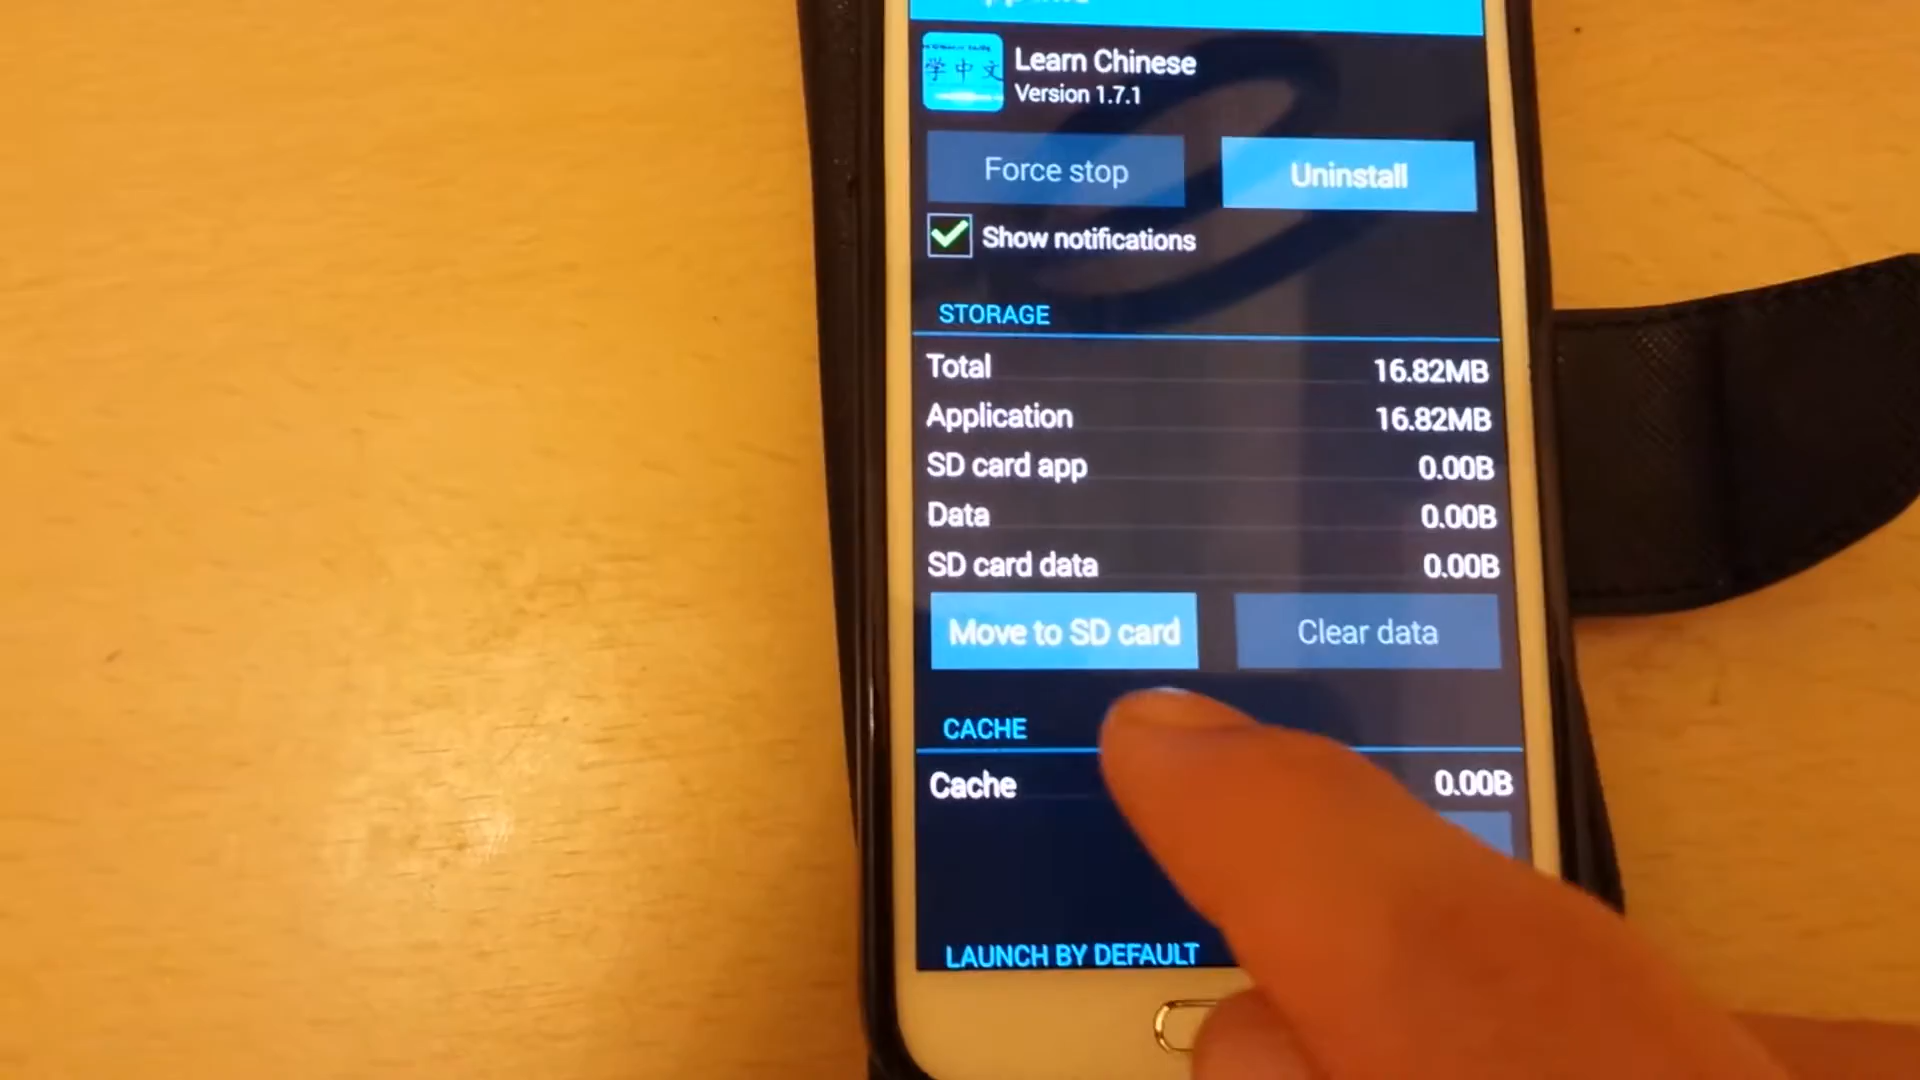 学中文
Learn Chinese
Version 1.7.1
Force stop
Uninstall
Show notifications
STORAGE
Total 16.82MB
Application 16.82MB
SD card app 0.00B
Data 0.00B
SD card data 0.00B
Move to SD card
Clear data
CACHE
Cache 0.00B
LAUNCH BY DEFAULT